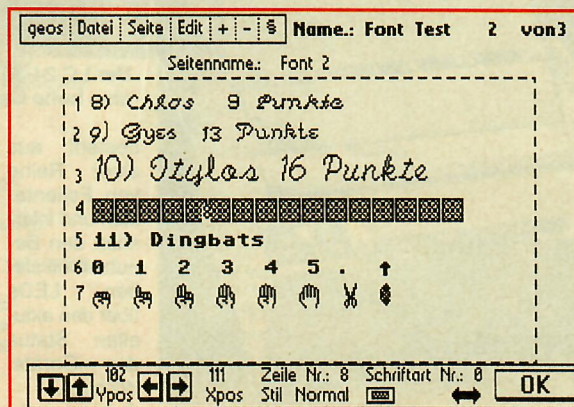 geos Datei Seite Edit + - § Name.: Font Test 2 von3
Seitenname.: Font 2
1 8) Chlos 9 Punkte
2 9) Gyes 13 Punkte
3 10) Itylos 16 Punkte
4
5 11) Dingbats
6 0 1 2 3 4 5 . ↑
7
102 Ypos 111 Xpos Zeile Nr.: 8 Schriftart Nr.: 0 OK
Stil Normal